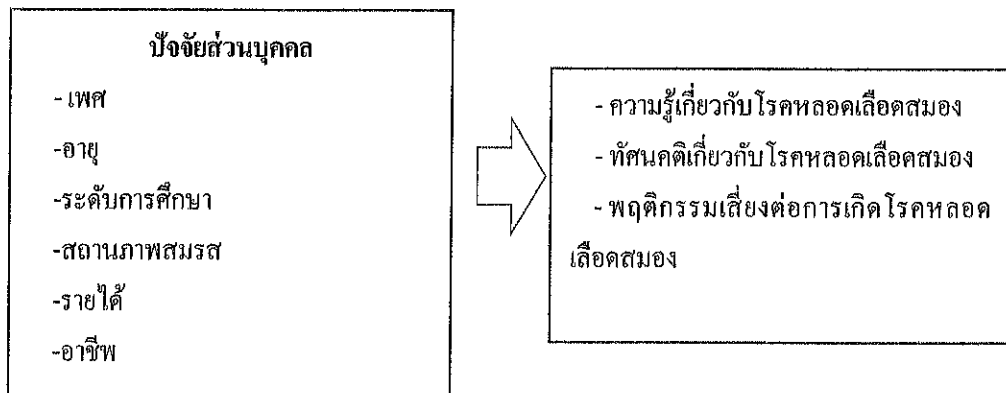 ปัจจัยส่วนบุคคล
- เพศ
-อายุ
-ระดับการศึกษา
-สถานภาพสมรส
-รายได้
-อาชีพ
- ความรู้เกี่ยวกับโรคหลอดเลือดสมอง
- ทัศนคติเกี่ยวกับโรคหลอดเลือดสมอง
- พฤติกรรมเสี่ยงต่อการเกิดโรคหลอด
เลือดสมอง